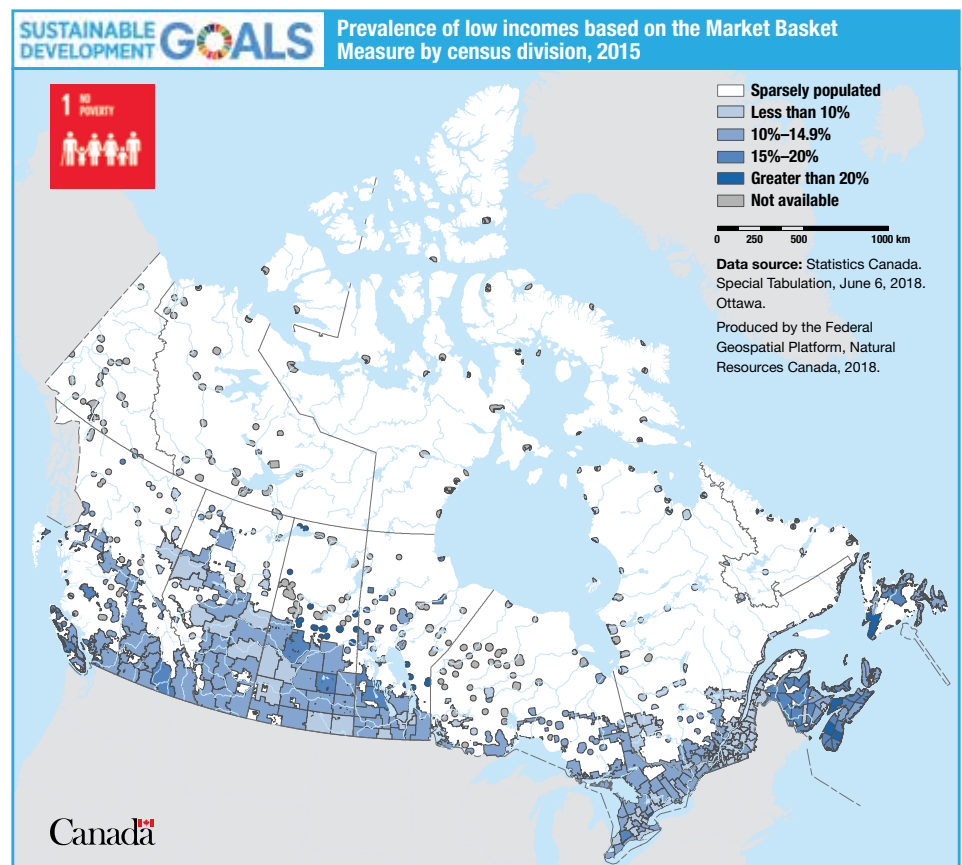 SUSTAINABLE
DEVELOPMENT
GOALS
Prevalence of low incomes based on the Market Basket
Measure by census division, 2015
1 NO
POVERTY
Sparsely populated
Less than 10%
10%–14.9%
15%–20%
Greater than 20%
Not available
0 250 500 1000 km
Data source: Statistics Canada.
Special Tabulation, June 6, 2018.
Ottawa.
Produced by the Federal
Geospatial Platform, Natural
Resources Canada, 2018.
Canada